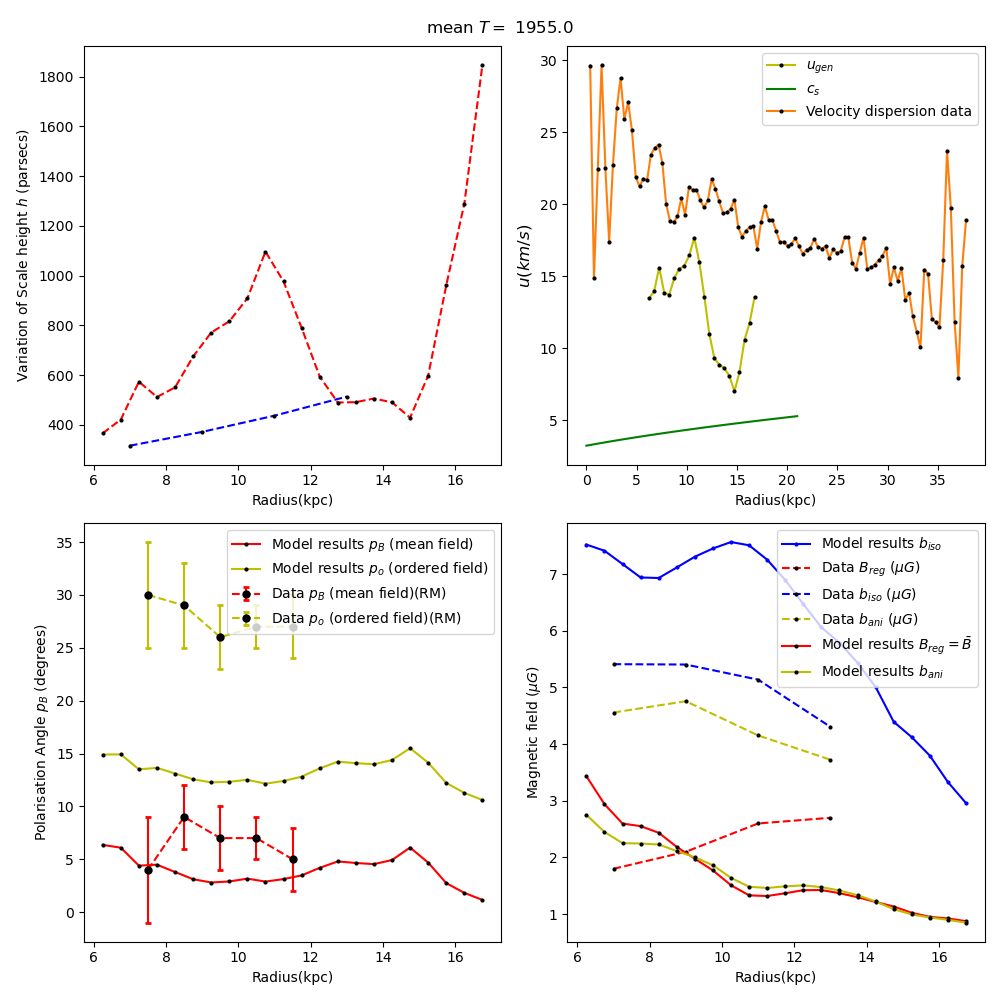 mean T = 1955.0
Variation of Scale height h (parsecs)
1800
1600
1400
1200
1000
800
600
400
6 8 10 12 14 16
Radius(kpc)
u(km/s)
30
25
20
15
10
5
0 5 10 15 20 25 30 35
Radius(kpc)
u_gen
c_s
Velocity dispersion data
Polarisation Angle p_B (degrees)
35
30
25
20
15
10
5
0
6 8 10 12 14 16
Radius(kpc)
Model results p_B (mean field)
Model results p_o (ordered field)
Data p_B (mean field)(RM)
Data p_o (ordered field)(RM)
Magnetic field (μG)
7
6
5
4
3
2
1
6 8 10 12 14 16
Radius(kpc)
Model results b_iso
Data B_reg (μG)
Data b_iso (μG)
Data b_ani (μG)
Model results B_reg = B̄
Model results b_ani